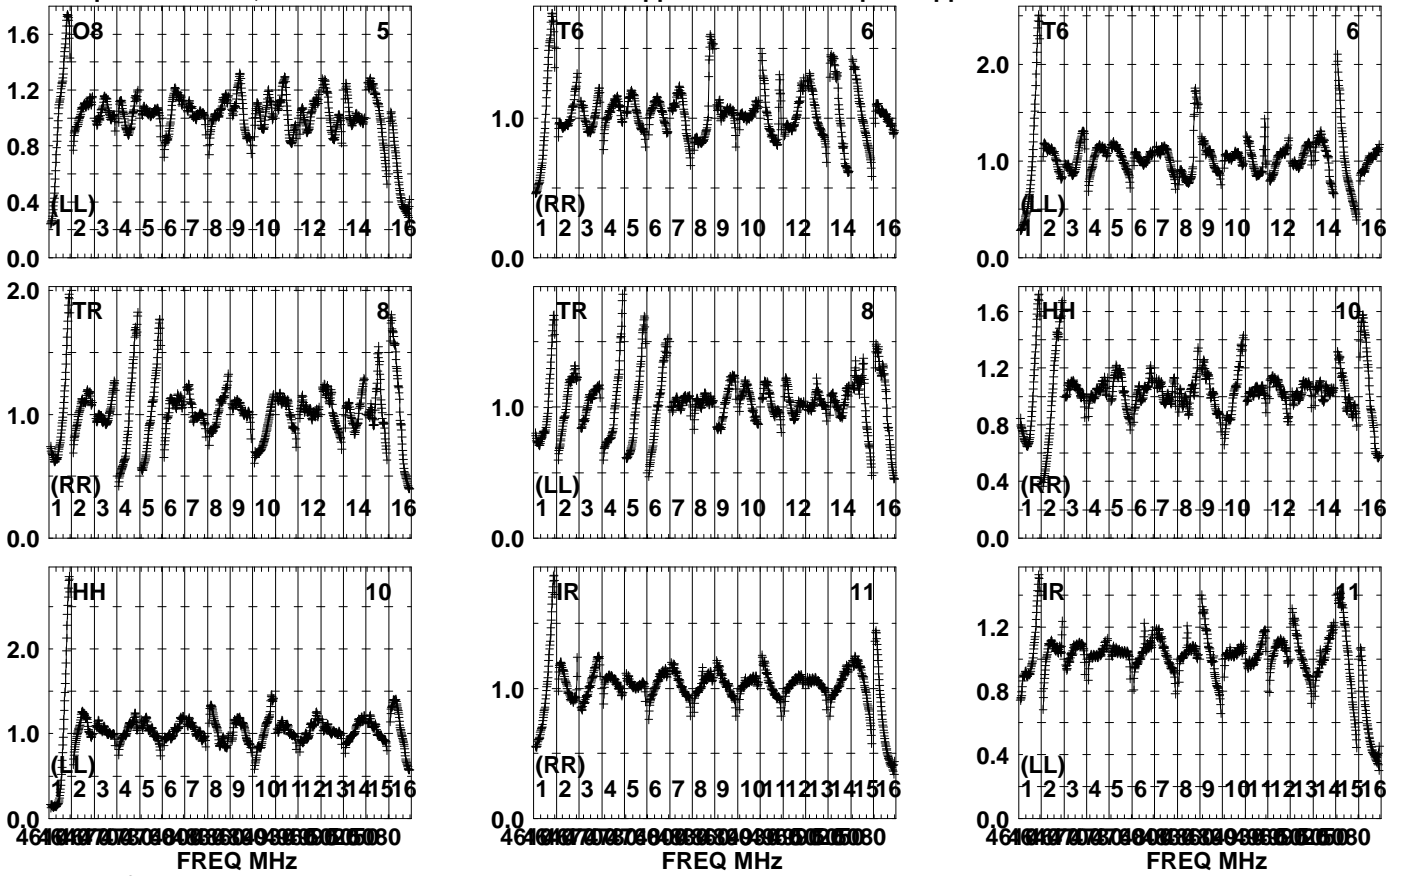 1.6 O8 5
1.2
0.8
0.4 (LL)
1 2 3 4 5 6 7 8 9 10 12 14 16
0.0
T6 6
1.0
(RR)
1 2 3 4 5 6 7 8 9 10 12 14 16
0.0
T6 6
2.0
1.0
(LL)
1 2 3 4 5 6 7 8 9 10 12 14 16
0.0
2.0
TR 8
1.0
(RR)
1 2 3 4 5 6 7 8 9 10 12 14 16
0.0
TR 8
1.0
(LL)
1 2 3 4 5 6 7 8 9 10 12 14 16
0.0
1.6 HH 10
1.2
0.8
0.4 (RR)
1 2 3 4 5 6 7 8 9 10 12 14 16
0.0
HH 10
2.0
1.0
(LL)
1 2 3 4 5 6 7 8 9 10 11 12 13 14 15 16
0.0
FREQ MHz
IR 11
1.0
(RR)
1 2 3 4 5 6 7 8 9 10 11 12 13 14 15 16
0.0
FREQ MHz
IR 11
1.2
0.8
0.4 (LL)
1 2 3 4 5 6 7 8 9 10 11 12 13 14 15 16
0.0
FREQ MHz